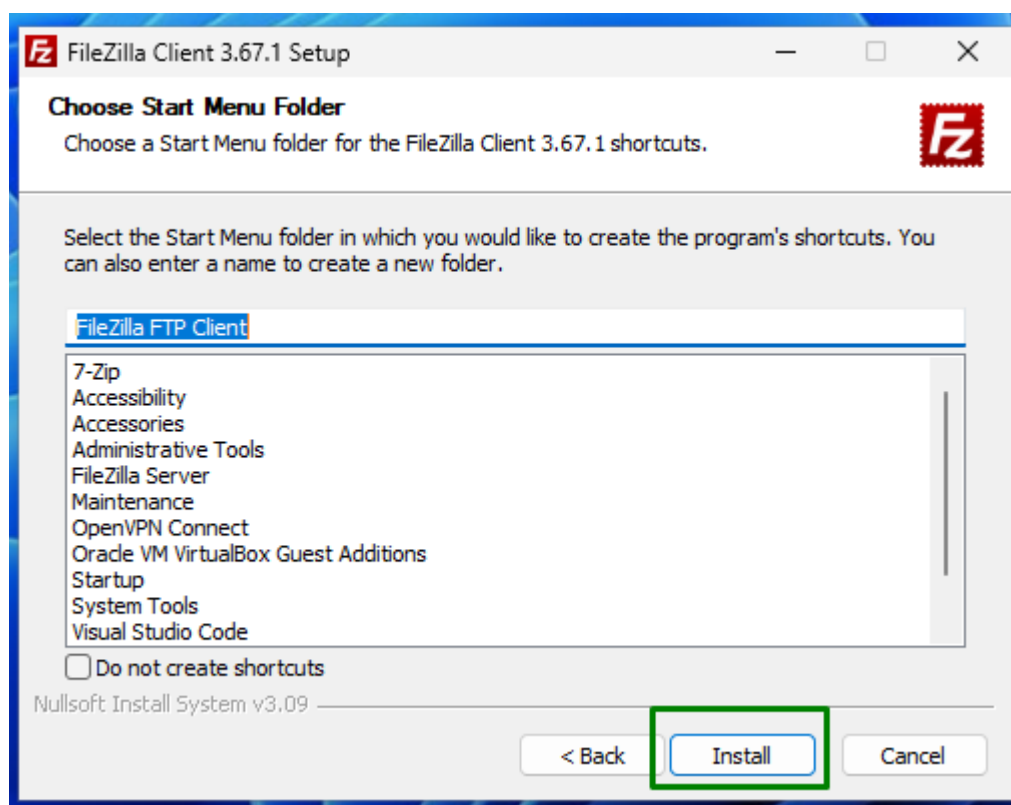 Fz FileZilla Client 3.67.1 Setup
Choose Start Menu Folder
Choose a Start Menu folder for the FileZilla Client 3.67.1 shortcuts.
Fz
Select the Start Menu folder in which you would like to create the program's shortcuts. You
can also enter a name to create a new folder.
FileZilla FTP Client
7-Zip
Accessibility
Accessories
Administrative Tools
FileZilla Server
Maintenance
OpenVPN Connect
Oracle VM VirtualBox Guest Additions
Startup
System Tools
Visual Studio Code
Do not create shortcuts
Nullsoft Install System v3.09
< Back Install Cancel